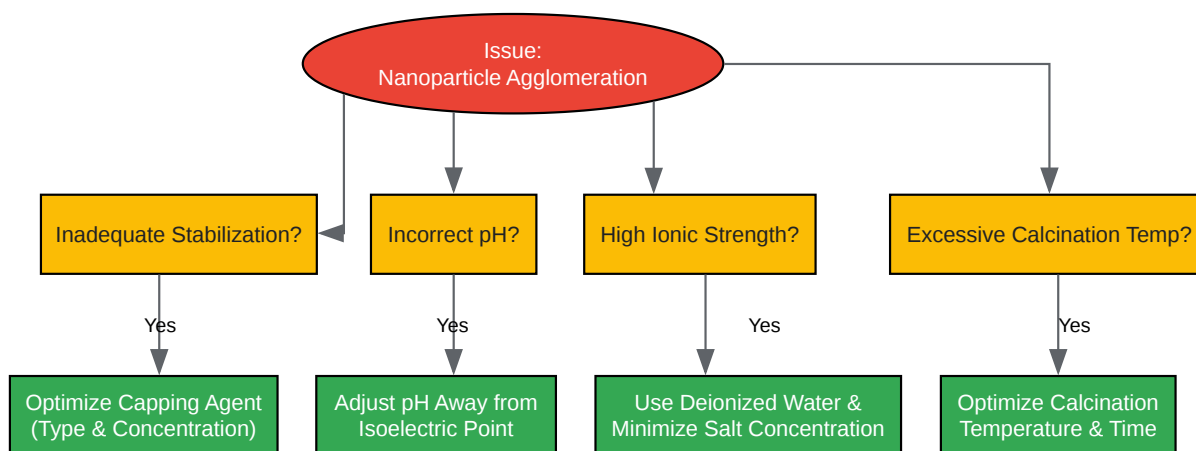 Issue:
Nanoparticle Agglomeration
Inadequate Stabilization?
Incorrect pH?
High Ionic Strength?
Excessive Calcination Temp?
Yes
Yes
Yes
Yes
Optimize Capping Agent
(Type & Concentration)
Adjust pH Away from
Isoelectric Point
Use Deionized Water &
Minimize Salt Concentration
Optimize Calcination
Temperature & Time